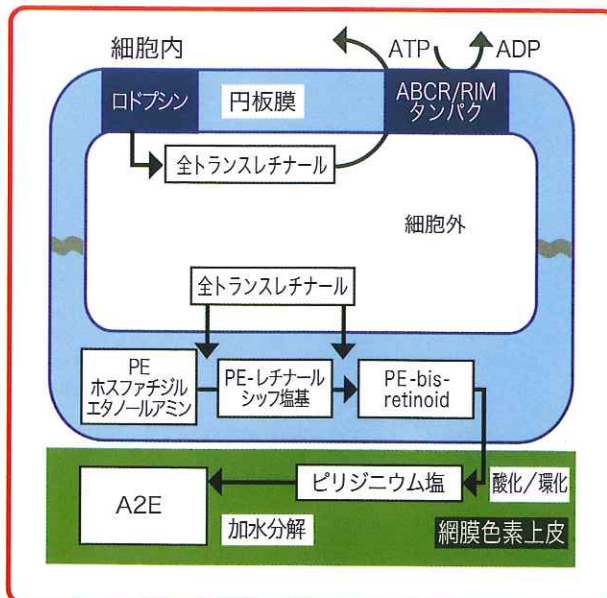 細胞内
ATP
ADP
ロドプシン
円板膜
ABCR/RIM
タンパク
全トランスレチナール
細胞外
全トランスレチナール
PE
ホスファチジル
エタノールアミン
PE-レチナール
シッフ塩基
PE-bis-
retinoid
A2E
ピリジニウム塩
酸化/環化
加水分解
網膜色素上皮